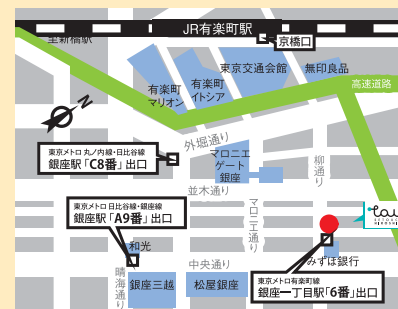 JR有楽町駅
至新橋駅
京橋口
東京交通会館
無印良品
有楽町
マリオン
有楽町
イトシア
高速道路
N
外堀通り
東京メトロ 丸ノ内線・日比谷線
銀座駅「C8番」出口
マロニエ
ゲート
銀座
柳通り
並木通り
東京メトロ 日比谷線・銀座線
銀座駅「A9番」出口
マロニエ通り
和光
みずほ銀行
晴海通り
中央通り
銀座三越
松屋銀座
東京メトロ有楽町線
銀座一丁目駅「6番」出口